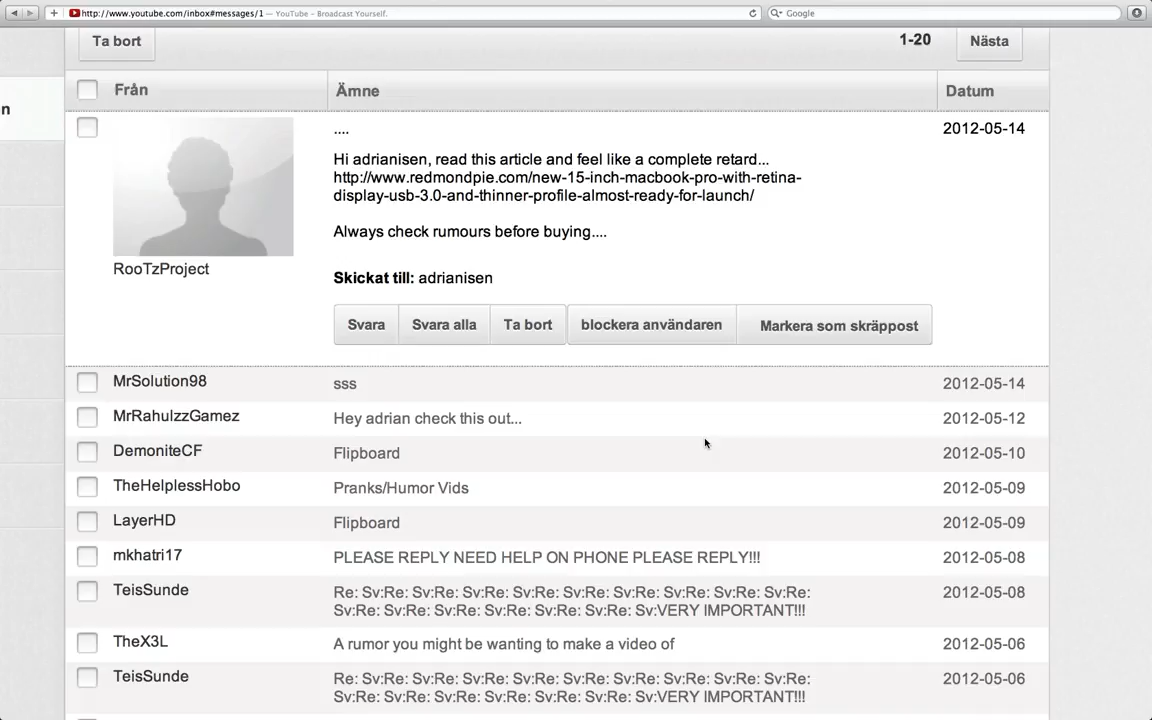 http://www.youtube.com/inbox#messages/1 — YouTube – Broadcast Yourself.
Google
Ta bort
1-20
Nästa
n
Från
Ämne
Datum
....
2012-05-14
Hi adrianisen, read this article and feel like a complete retard...
http://www.redmondpie.com/new-15-inch-macbook-pro-with-retina-
display-usb-3.0-and-thinner-profile-almost-ready-for-launch/
Always check rumours before buying....
RooTzProject
Skickat till: adrianisen
Svara
Svara alla
Ta bort
blockera användaren
Markera som skräppost
MrSolution98
sss
2012-05-14
MrRahulzzGamez
Hey adrian check this out...
2012-05-12
DemoniteCF
Flipboard
2012-05-10
TheHelplessHobo
Pranks/Humor Vids
2012-05-09
LayerHD
Flipboard
2012-05-09
mkhatri17
PLEASE REPLY NEED HELP ON PHONE PLEASE REPLY!!!
2012-05-08
TeisSunde
Re: Sv:Re: Sv:Re: Sv:Re: Sv:Re: Sv:Re: Sv:Re: Sv:Re: Sv:Re: Sv:Re:
Sv:Re: Sv:Re: Sv:Re: Sv:Re: Sv:Re: Sv:Re: Sv:VERY IMPORTANT!!!
2012-05-08
TheX3L
A rumor you might be wanting to make a video of
2012-05-06
TeisSunde
Re: Sv:Re: Sv:Re: Sv:Re: Sv:Re: Sv:Re: Sv:Re: Sv:Re: Sv:Re: Sv:Re:
Sv:Re: Sv:Re: Sv:Re: Sv:Re: Sv:Re: Sv:Re: Sv:VERY IMPORTANT!!!
2012-05-06